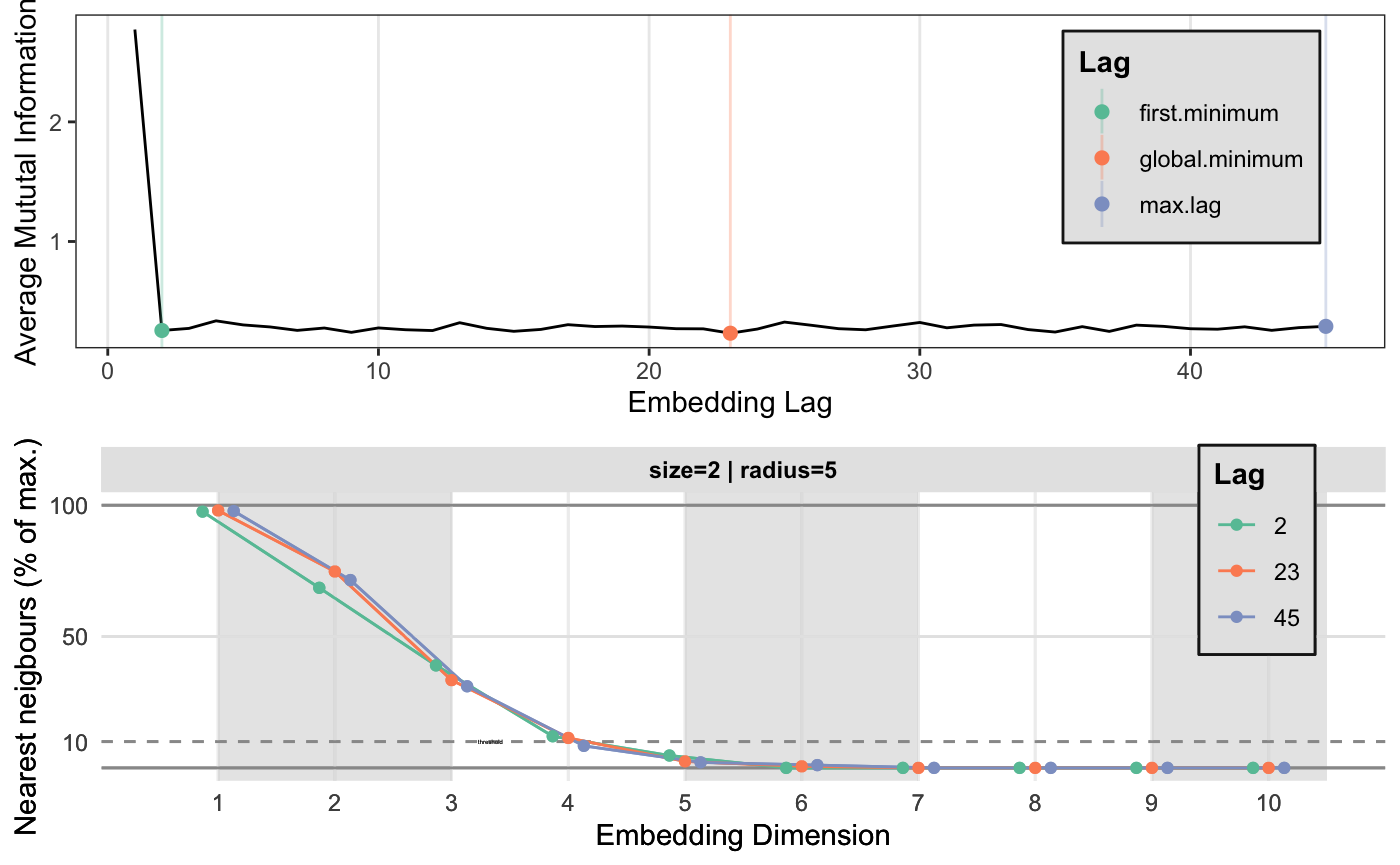 Average Mututal Information
2
1
Lag
first.minimum
global.minimum
max.lag
0 10 20 30 40
Embedding Lag
size=2 | radius=5
Nearest neigbours (% of max.)
100
50
10
threshold
Lag
2
23
45
1 2 3 4 5 6 7 8 9 10
Embedding Dimension